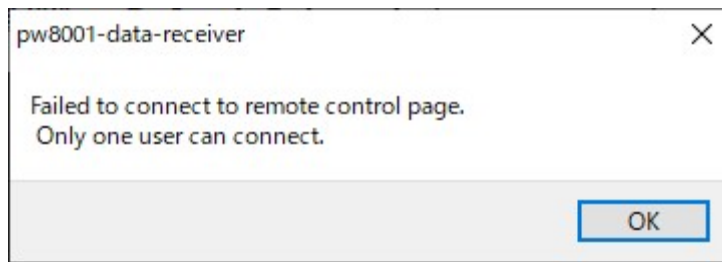 pw8001-data-receiver
Failed to connect to remote control page.
Only one user can connect.
OK